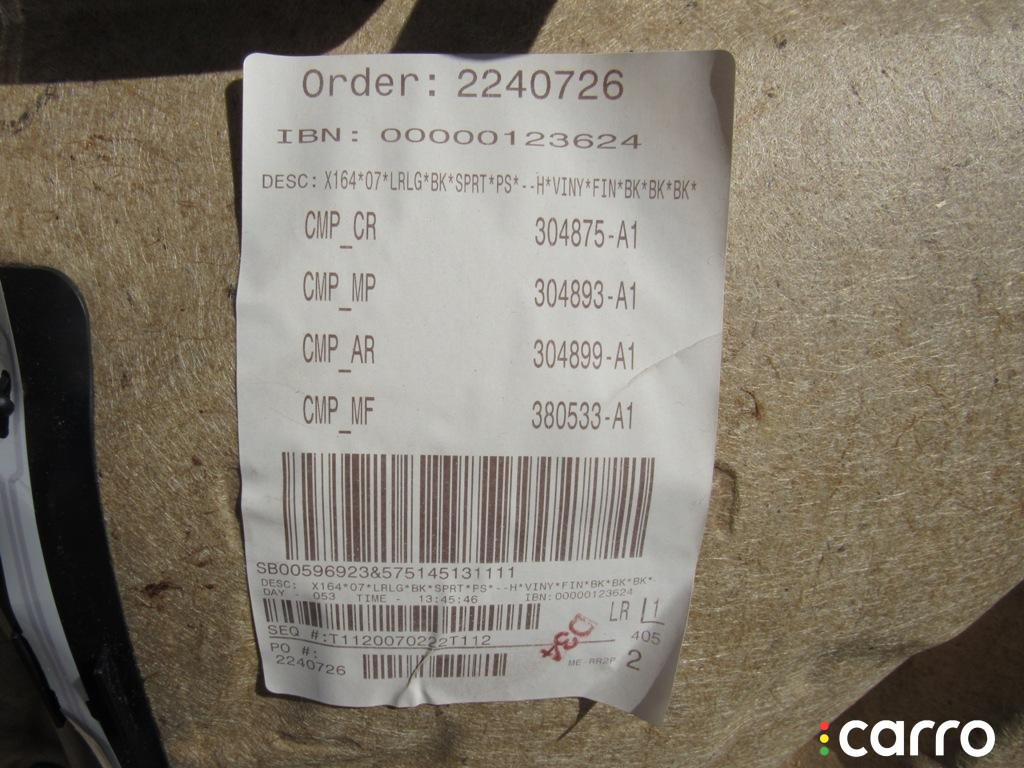 Order: 2240726
IBN: 00000123624
DESC: X164*07*LRLG*BK*SPRT*PS*--H*VINY*FIN*BK*BK*BK*
CMP_CR 304875-A1
CMP_MP 304893-A1
CMP_AR 304899-A1
CMP_MF 380533-A1
SB00596923&575145131111
DESC: X164*07*LRLG*BK*SPRT*PS*--H*VINY*FIN*BK*BK*BK*
DAY - 053 TIME - 13:45:46 IBN:00000123624
LR L1
SEQ #:T1120070222T112
405
PO #:
2240726
ME-RR2P 2
carro